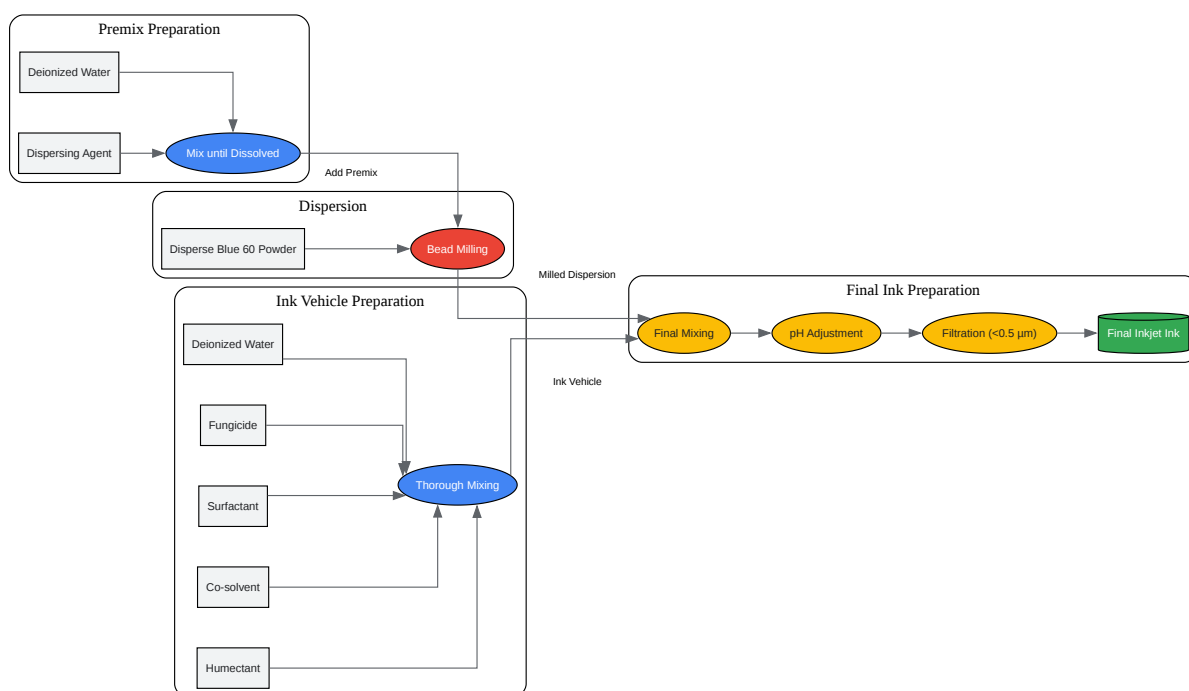 Premix Preparation
Deionized Water
Dispersing Agent
Mix until Dissolved
Add Premix
Dispersion
Disperse Blue 60 Powder
Bead Milling
Milled Dispersion
Ink Vehicle Preparation
Deionized Water
Fungicide
Surfactant
Thorough Mixing
Co-solvent
Humectant
Ink Vehicle
Final Ink Preparation
Final Mixing
pH Adjustment
Filtration (<0.5 µm)
Final Inkjet Ink